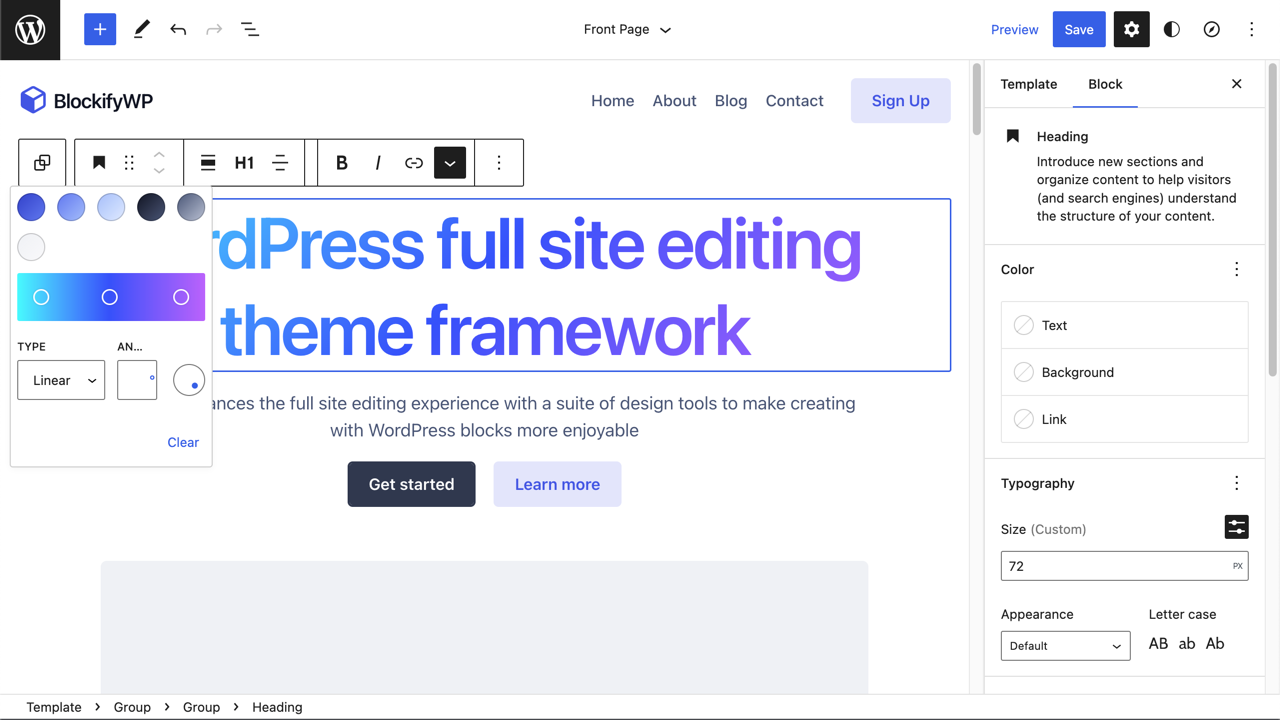 Front Page
Preview
Save
BlockifyWP
Home
About
Blog
Contact
Sign Up
H1
B
I
rdPress full site editing
theme framework
TYPE
AN...
Linear
Clear
ances the full site editing experience with a suite of design tools to make creating
with WordPress blocks more enjoyable
Get started
Learn more
Template
Block
Heading
Introduce new sections and
organize content to help visitors
(and search engines) understand
the structure of your content.
Color
Text
Background
Link
Typography
Size (Custom)
72
PX
Appearance
Letter case
Default
AB ab Ab
Template > Group > Group > Heading